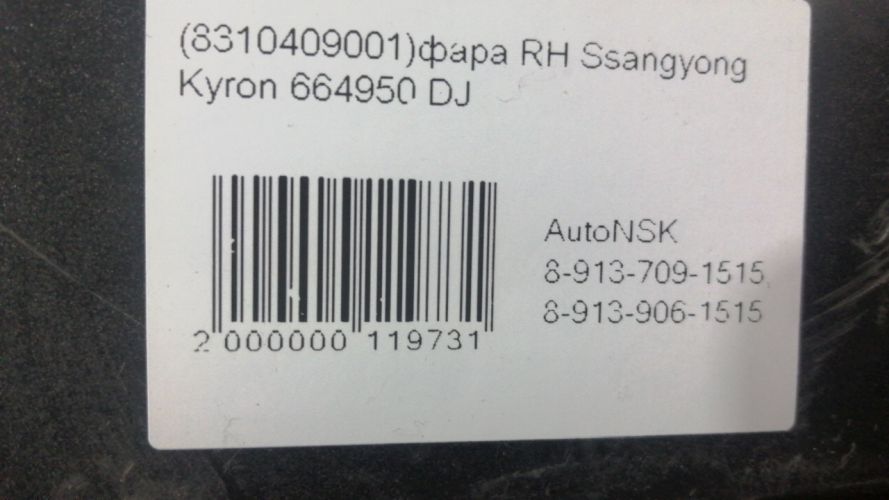 (8310409001)фара RH Ssangyong
Kyron 664950 DJ
AutoNSK
8-913-709-1515
8-913-906-1515
2 000000 119731